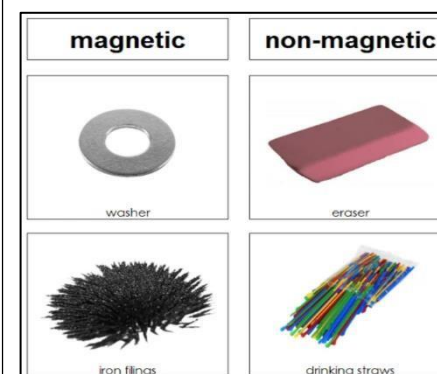 magnetic
non-magnetic
washer
eraser
iron filings
drinking straws